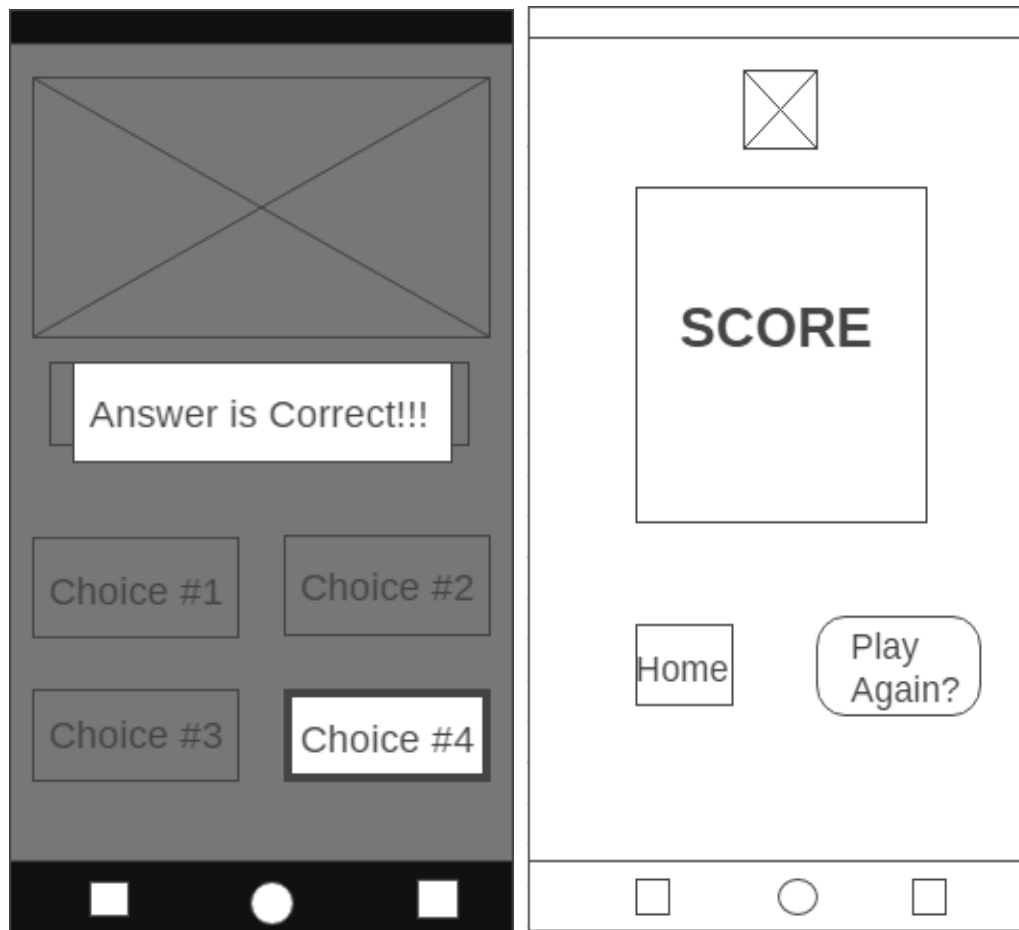 Answer is Correct!!!
Choice #1
Choice #2
Choice #3
Choice #4
SCORE
Home
Play
Again?